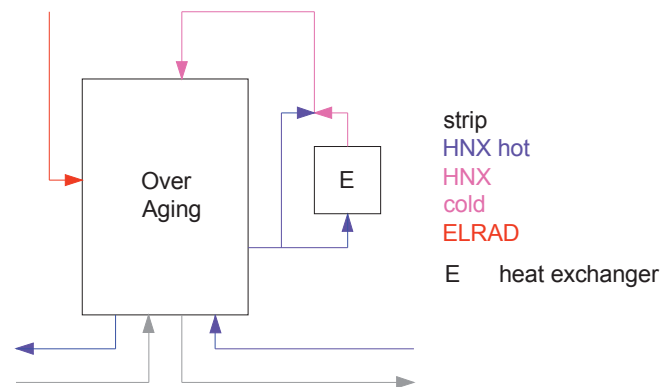 Over
Aging
E
strip
HNX hot
HNX
cold
ELRAD
E heat exchanger